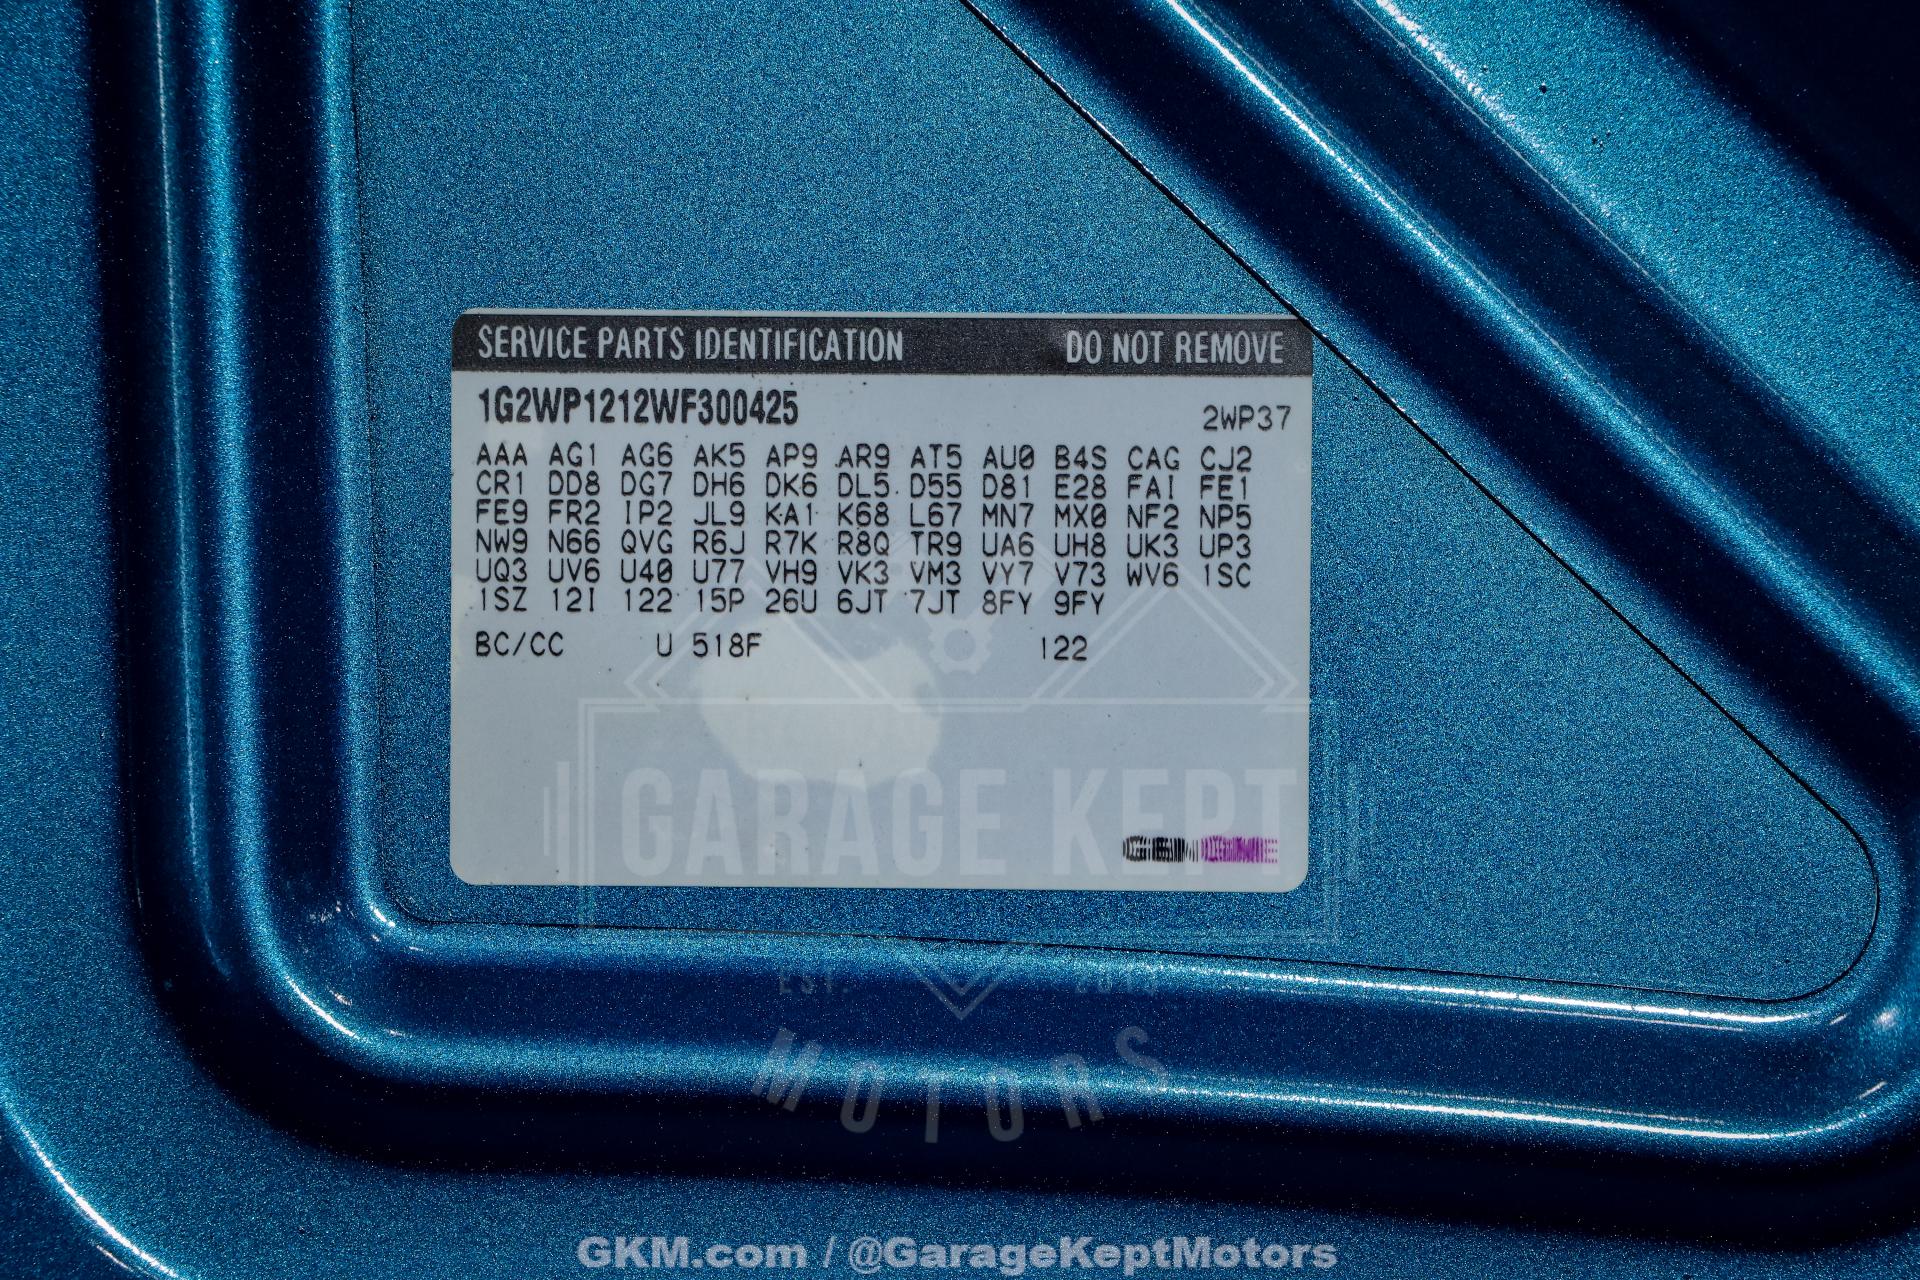 SERVICE PARTS IDENTIFICATION DO NOT REMOVE
1G2WP1212WF300425 2WP37
AAA AG1 AG6 AK5 AP9 AR9 AT5 AU0 B4S CAG CJ2
CR1 DD8 DG7 DH6 DK6 DL5 D55 D81 E28 FAI FE1
FE9 FR2 IP2 JL9 KA1 K68 L67 MN7 MX0 NF2 NP5
NW9 N66 QVG R6J R7K R8Q TR9 UA6 UH8 UK3 UP3
UQ3 UV6 U40 U77 VH9 VK3 VM3 VY7 V73 WV6 1SC
1SZ 12I 122 15P 26U 6JT 7JT 8FY 9FY
BC/CC U 518F 122
GARAGE KEPT
EST. 2013
MOTORS
GKM.com / @GarageKeptMotors